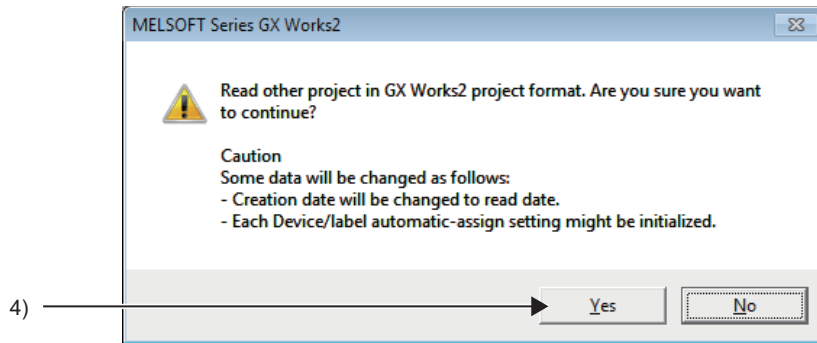 MELSOFT Series GX Works2
Read other project in GX Works2 project format. Are you sure you want
to continue?
Caution
Some data will be changed as follows:
- Creation date will be changed to read date.
- Each Device/label automatic-assign setting might be initialized.
4)
Yes
No